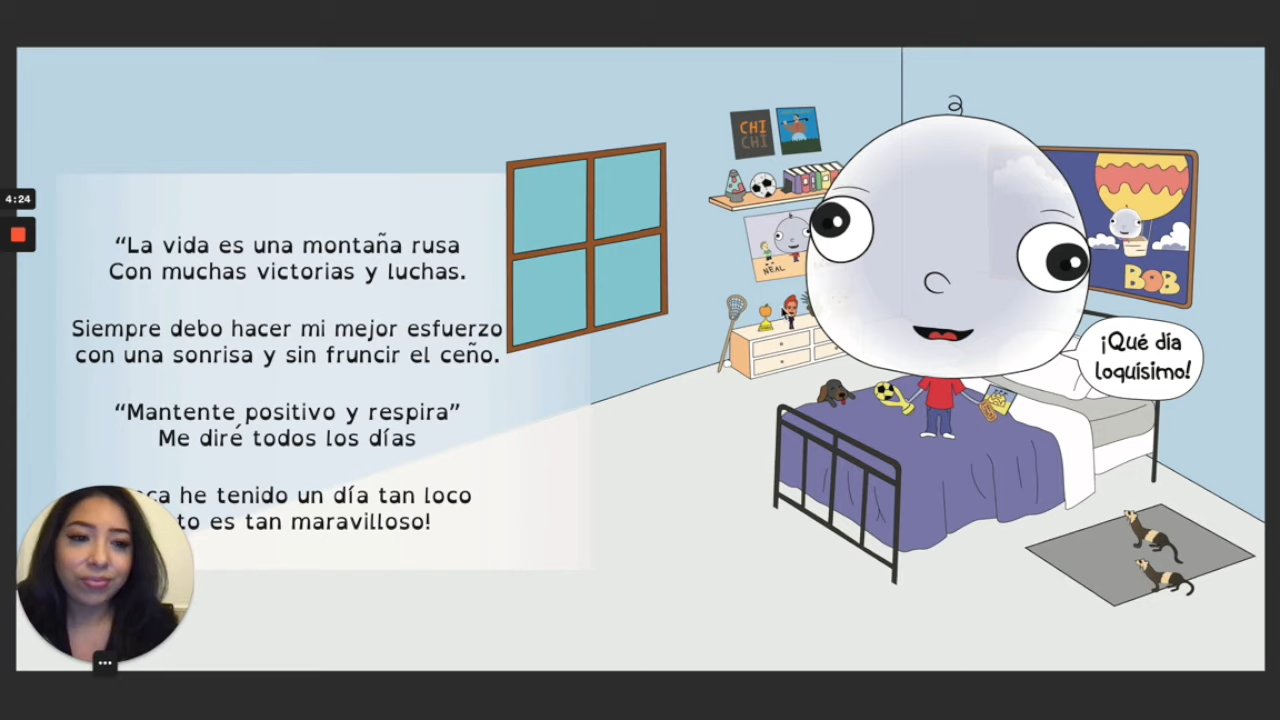 4:24
“La vida es una montaña rusa
Con muchas victorias y luchas.
Siempre debo hacer mi mejor esfuerzo
con una sonrisa y sin fruncir el ceño.
“Mantente positivo y respira”
Me diré todos los días
he tenido un día tan loco
es tan maravilloso!
CHI
CHI
NEAL
BOB
¡Qué día
loquísimo!